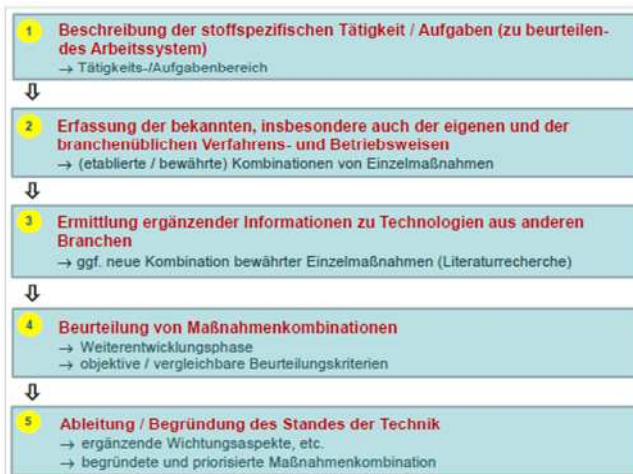 1 Beschreibung der stoffspezifischen Tätigkeit / Aufgaben (zu beurteilen-
des Arbeitssystem)
→ Tätigkeits-/Aufgabenbereich
2 Erfassung der bekannten, insbesondere auch der eigenen und der
branchenüblichen Verfahrens- und Betriebsweisen
→ (etablierte / bewährte) Kombinationen von Einzelmaßnahmen
3 Ermittlung ergänzender Informationen zu Technologien aus anderen
Branchen
→ ggf. neue Kombination bewährter Einzelmaßnahmen (Literaturrecherche)
4 Beurteilung von Maßnahmenkombinationen
→ Weiterentwicklungsphase
→ objektive / vergleichbare Beurteilungskriterien
5 Ableitung / Begründung des Standes der Technik
→ ergänzende Wichtungsaspekte, etc.
→ begründete und priorisierte Maßnahmenkombination